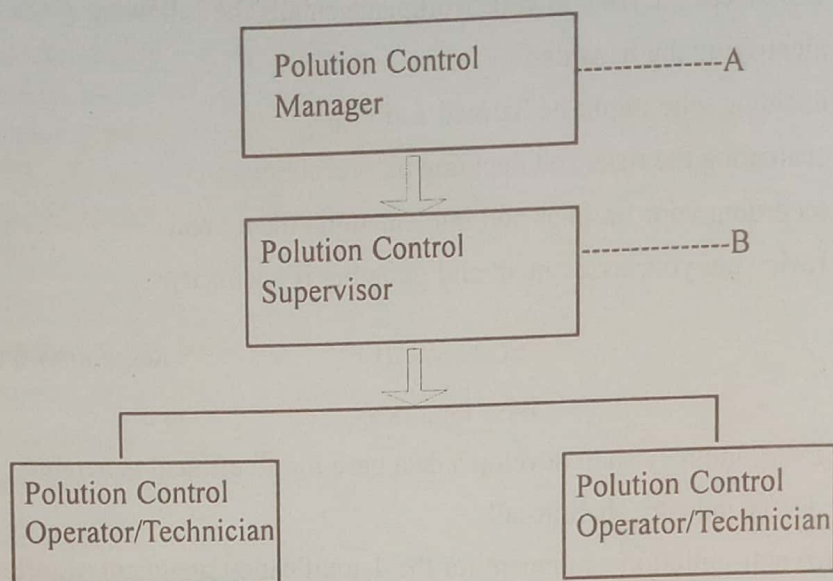 Polution Control
Manager
---------------A
Polution Control
Supervisor
---------------B
Polution Control
Operator/Technician
Polution Control
Operator/Technician